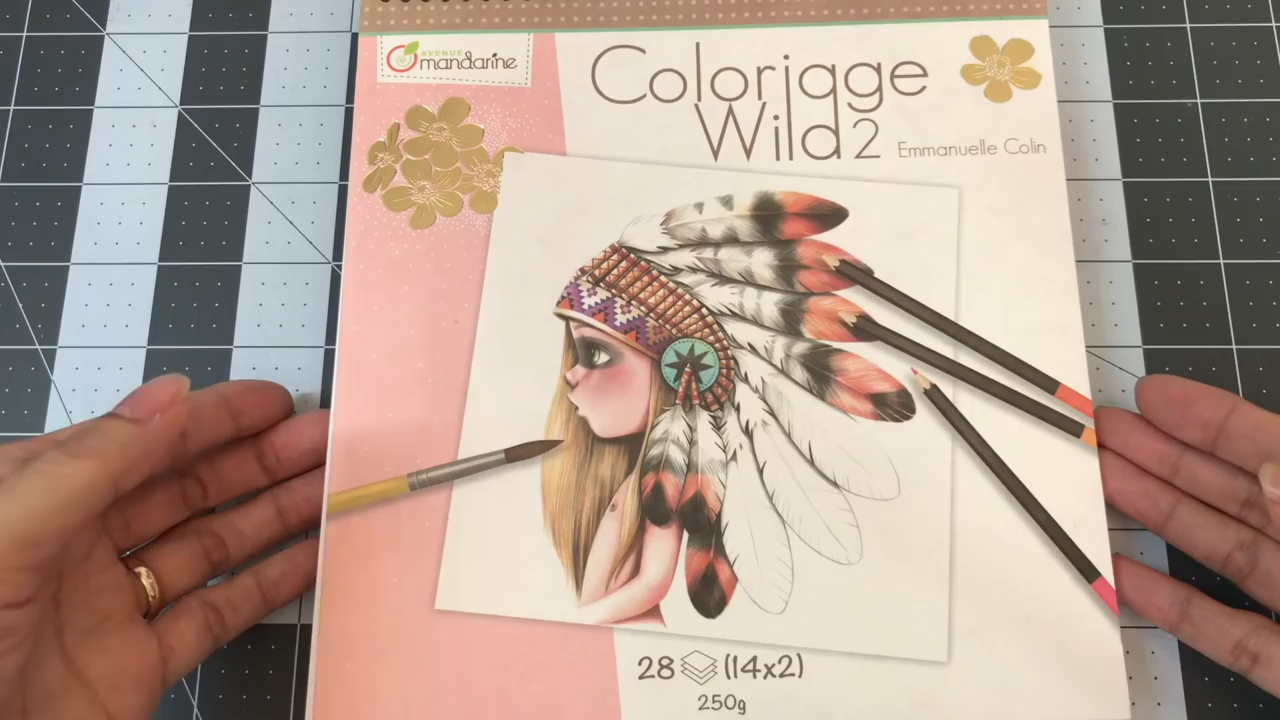 AVENUE
mandarine
Coloriage
Wild 2
Emmanuelle Colin
28 (14x2)
250g